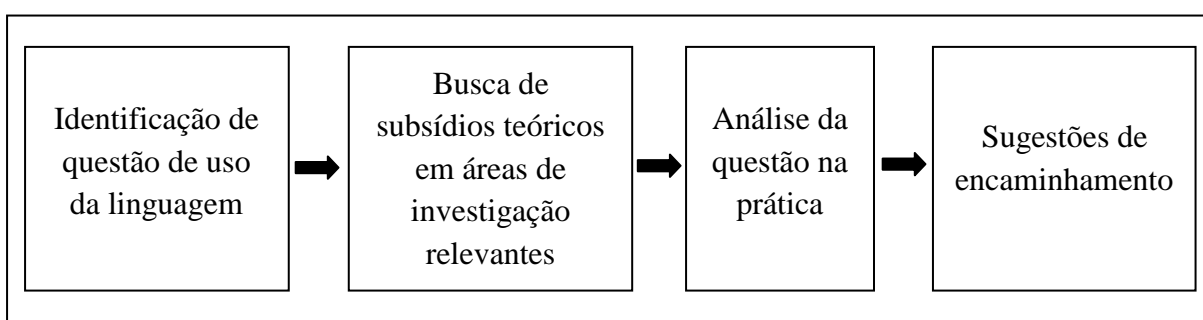 Identificação de
questão de uso
da linguagem
Busca de
subsídios teóricos
em áreas de
investigação
relevantes
Análise da
questão na
prática
Sugestões de
encaminhamento